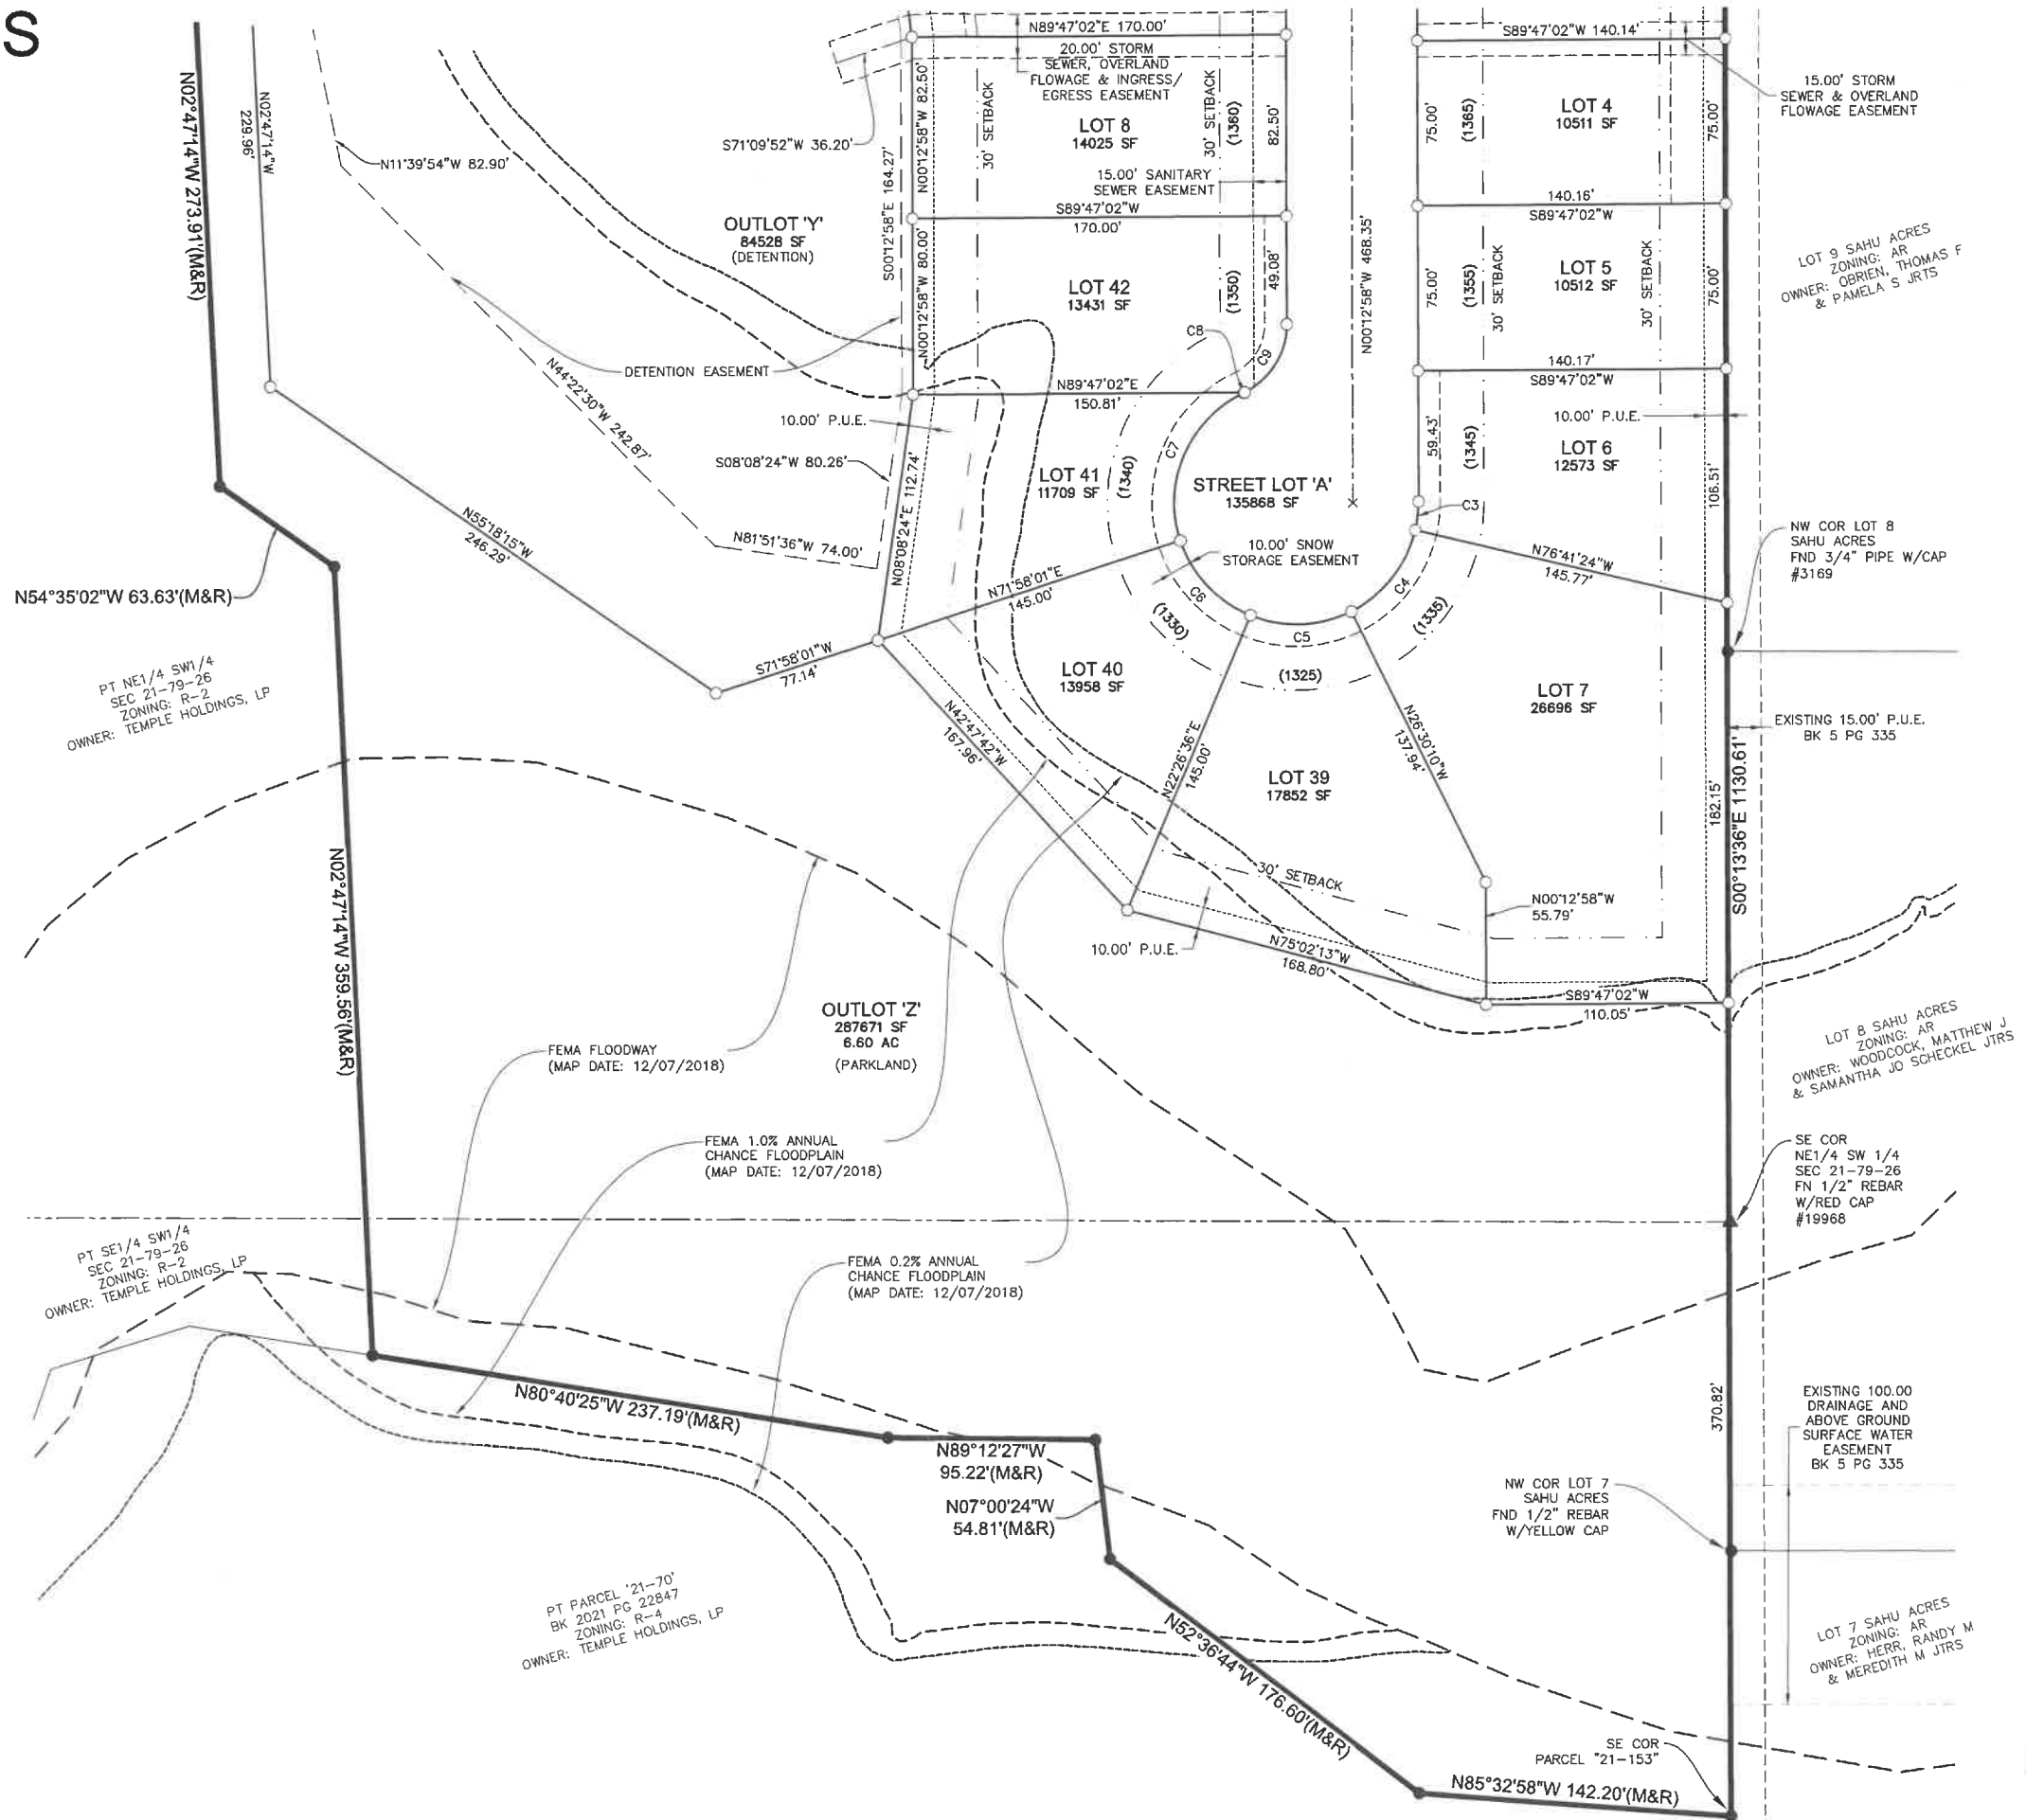 S
N02°47'14"W 273.91'(M&R)
N02°47'14"W
229.96'
N11°39'54"W 82.90'
S71°09'52"W 36.20'
N89°47'02"E 170.00'
20.00' STORM
SEWER, OVERLAND
FLOWAGE & INGRESS/
EGRESS EASEMENT
N00°12'58"W 82.50'
30' SETBACK
LOT 8
14025 SF
30' SETBACK
(1360)
82.50'
15.00' SANITARY
SEWER EASEMENT
S89°47'02"W
170.00'
S89°47'02"W 140.14'
15.00' STORM
SEWER & OVERLAND
FLOWAGE EASEMENT
75.00'
(1365)
LOT 4
10511 SF
75.00'
140.16'
S89°47'02"W
OUTLOT 'Y'
84528 SF
(DETENTION)
S00°12'58"E 164.27'
N00°12'58"W 80.00'
LOT 42
13431 SF
(1350)
49.08'
C8
C9
N00°12'58"W 468.35'
75.00'
(1355)
30' SETBACK
LOT 5
10512 SF
30' SETBACK
75.00'
LOT 9 SAHU ACRES
ZONING: AR
OWNER: OBRIEN, THOMAS F
& PAMELA S JRTS
DETENTION EASEMENT
N44°22'30"W 242.87'
N89°47'02"E
150.81'
140.17'
S89°47'02"W
10.00' P.U.E.
10.00' P.U.E.
S08°08'24"W 80.26'
N08°08'24"E 112.74'
LOT 41
11709 SF
(1340)
C7
STREET LOT 'A'
135868 SF
59.43'
(1345)
LOT 6
12573 SF
106.51'
C3
N54°35'02"W 63.63'(M&R)
N55°18'15"W
246.29'
N81°51'36"W 74.00'
N71°58'01"E
145.00'
10.00' SNOW
STORAGE EASEMENT
N76°41'24"W
145.77'
NW COR LOT 8
SAHU ACRES
FND 3/4" PIPE W/CAP
#3169
C6
C4
C5
(1330)
(1335)
(1325)
PT NE1/4 SW1/4
SEC 21-79-26
ZONING: R-2
OWNER: TEMPLE HOLDINGS, LP
S71°58'01"W
77.14'
LOT 40
13958 SF
N42°47'42"W
167.96'
N22°26'36"E
145.00'
LOT 39
17852 SF
N26°30'10"W
137.94'
LOT 7
26696 SF
EXISTING 15.00' P.U.E.
BK 5 PG 335
182.15'
S00°13'36"E 1130.61'
30' SETBACK
N00°12'58"W
55.79'
10.00' P.U.E.
N75°02'13"W
168.80'
S89°47'02"W
110.05'
N02°47'14"W 359.56'(M&R)
OUTLOT 'Z'
287671 SF
6.60 AC
(PARKLAND)
FEMA FLOODWAY
(MAP DATE: 12/07/2018)
LOT 8 SAHU ACRES
ZONING: AR
OWNER: WOODCOCK, MATTHEW J
& SAMANTHA JO SCHECKEL JTRS
FEMA 1.0% ANNUAL
CHANCE FLOODPLAIN
(MAP DATE: 12/07/2018)
SE COR
NE1/4 SW 1/4
SEC 21-79-26
FN 1/2" REBAR
W/RED CAP
#19968
PT SE1/4 SW1/4
SEC 21-79-26
ZONING: R-2
OWNER: TEMPLE HOLDINGS, LP
FEMA 0.2% ANNUAL
CHANCE FLOODPLAIN
(MAP DATE: 12/07/2018)
N80°40'25"W 237.19'(M&R)
N89°12'27"W
95.22'(M&R)
N07°00'24"W
54.81'(M&R)
370.82'
EXISTING 100.00
DRAINAGE AND
ABOVE GROUND
SURFACE WATER
EASEMENT
BK 5 PG 335
NW COR LOT 7
SAHU ACRES
FND 1/2" REBAR
W/YELLOW CAP
PT PARCEL '21-70'
BK 2021 PG 22847
ZONING: R-4
OWNER: TEMPLE HOLDINGS, LP
N52°36'44"W 176.60'(M&R)
LOT 7 SAHU ACRES
ZONING: AR
OWNER: HERR, RANDY M
& MEREDITH M JTRS
SE COR
PARCEL "21-153"
N85°32'58"W 142.20'(M&R)